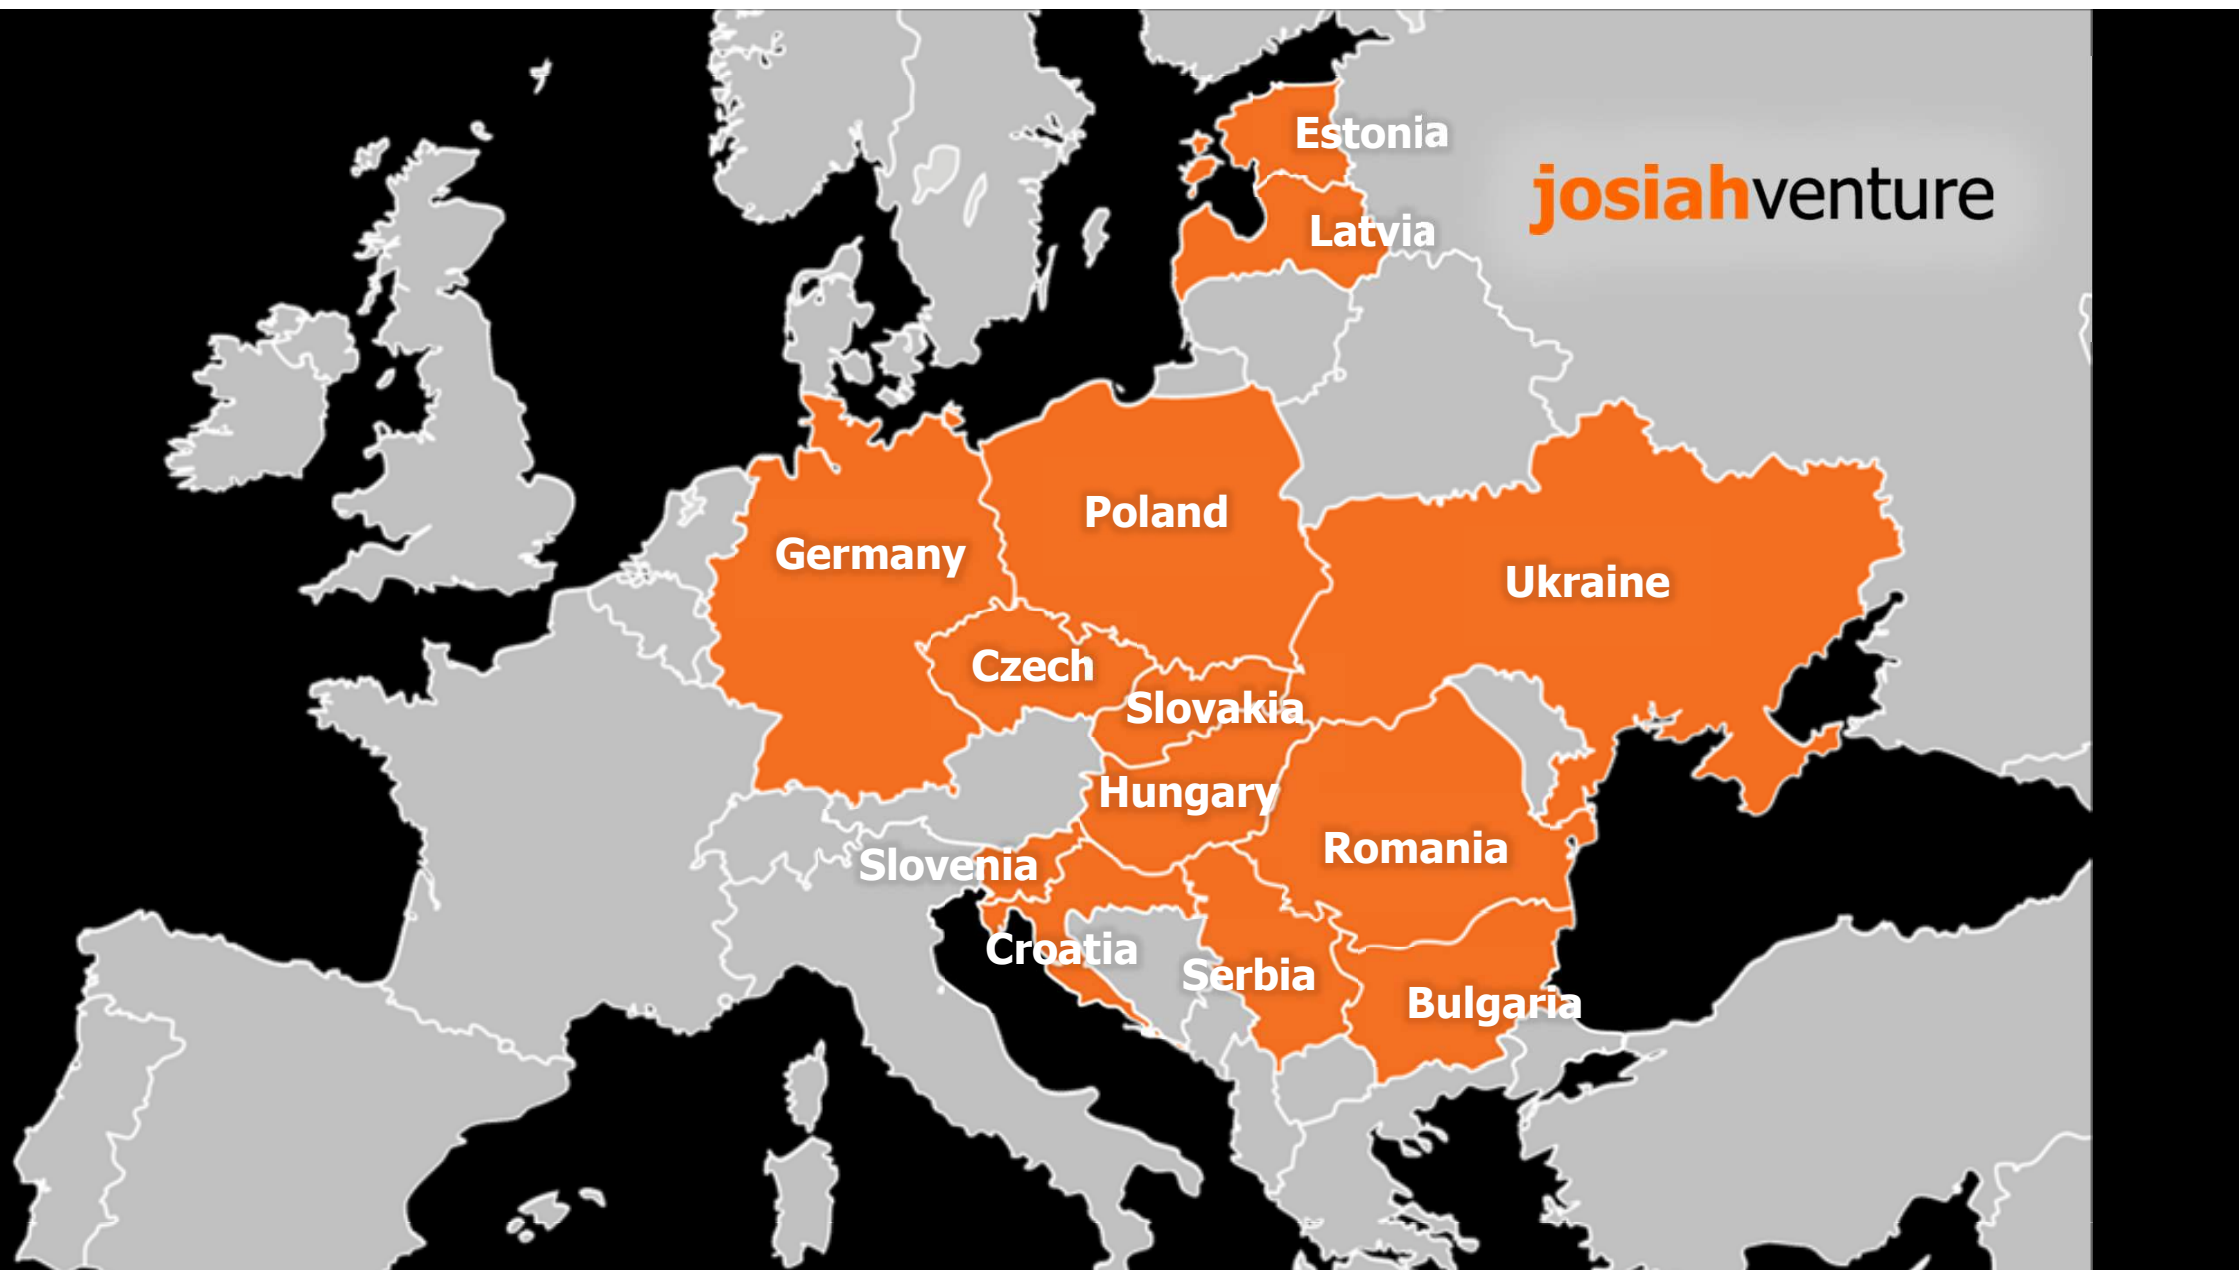 Estonia
josiahventure
Latvia
Poland
Germany
Ukraine
Czech
Slovakia
Hungary
Romania
Slovenia
Croatia
Serbia
Bulgaria